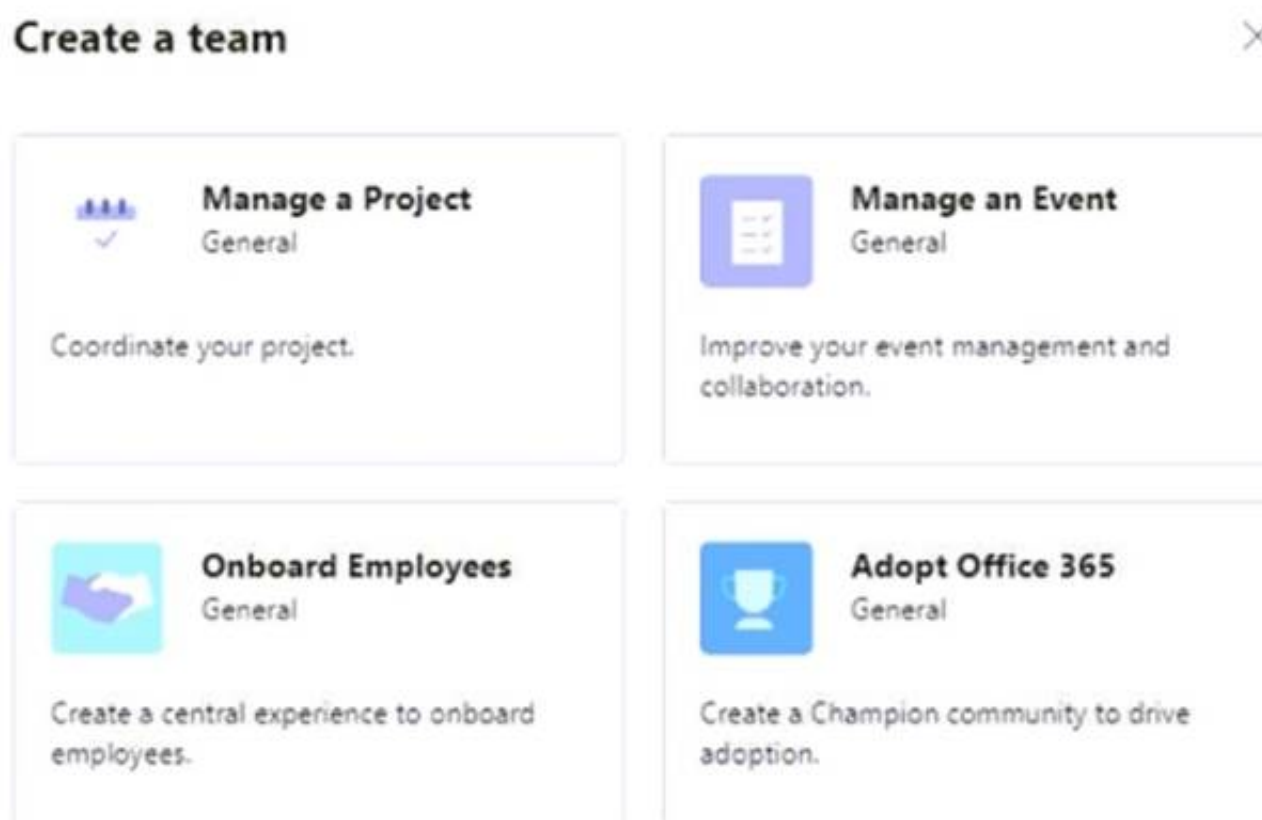 Create a team
Manage a Project
General
Coordinate your project.
Manage an Event
General
Improve your event management and
collaboration.
Onboard Employees
General
Create a central experience to onboard
employees.
Adopt Office 365
General
Create a Champion community to drive
adoption.